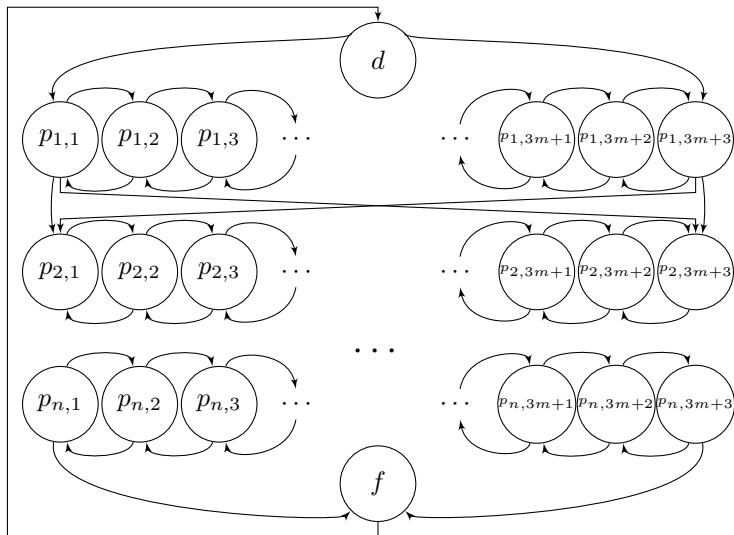 d
p1,1 p1,2 p1,3 ... ... p1,3m+1 p1,3m+2 p1,3m+3
p2,1 p2,2 p2,3 ... ... p2,3m+1 p2,3m+2 p2,3m+3
...
pn,1 pn,2 pn,3 ... ... pn,3m+1 pn,3m+2 pn,3m+3
f